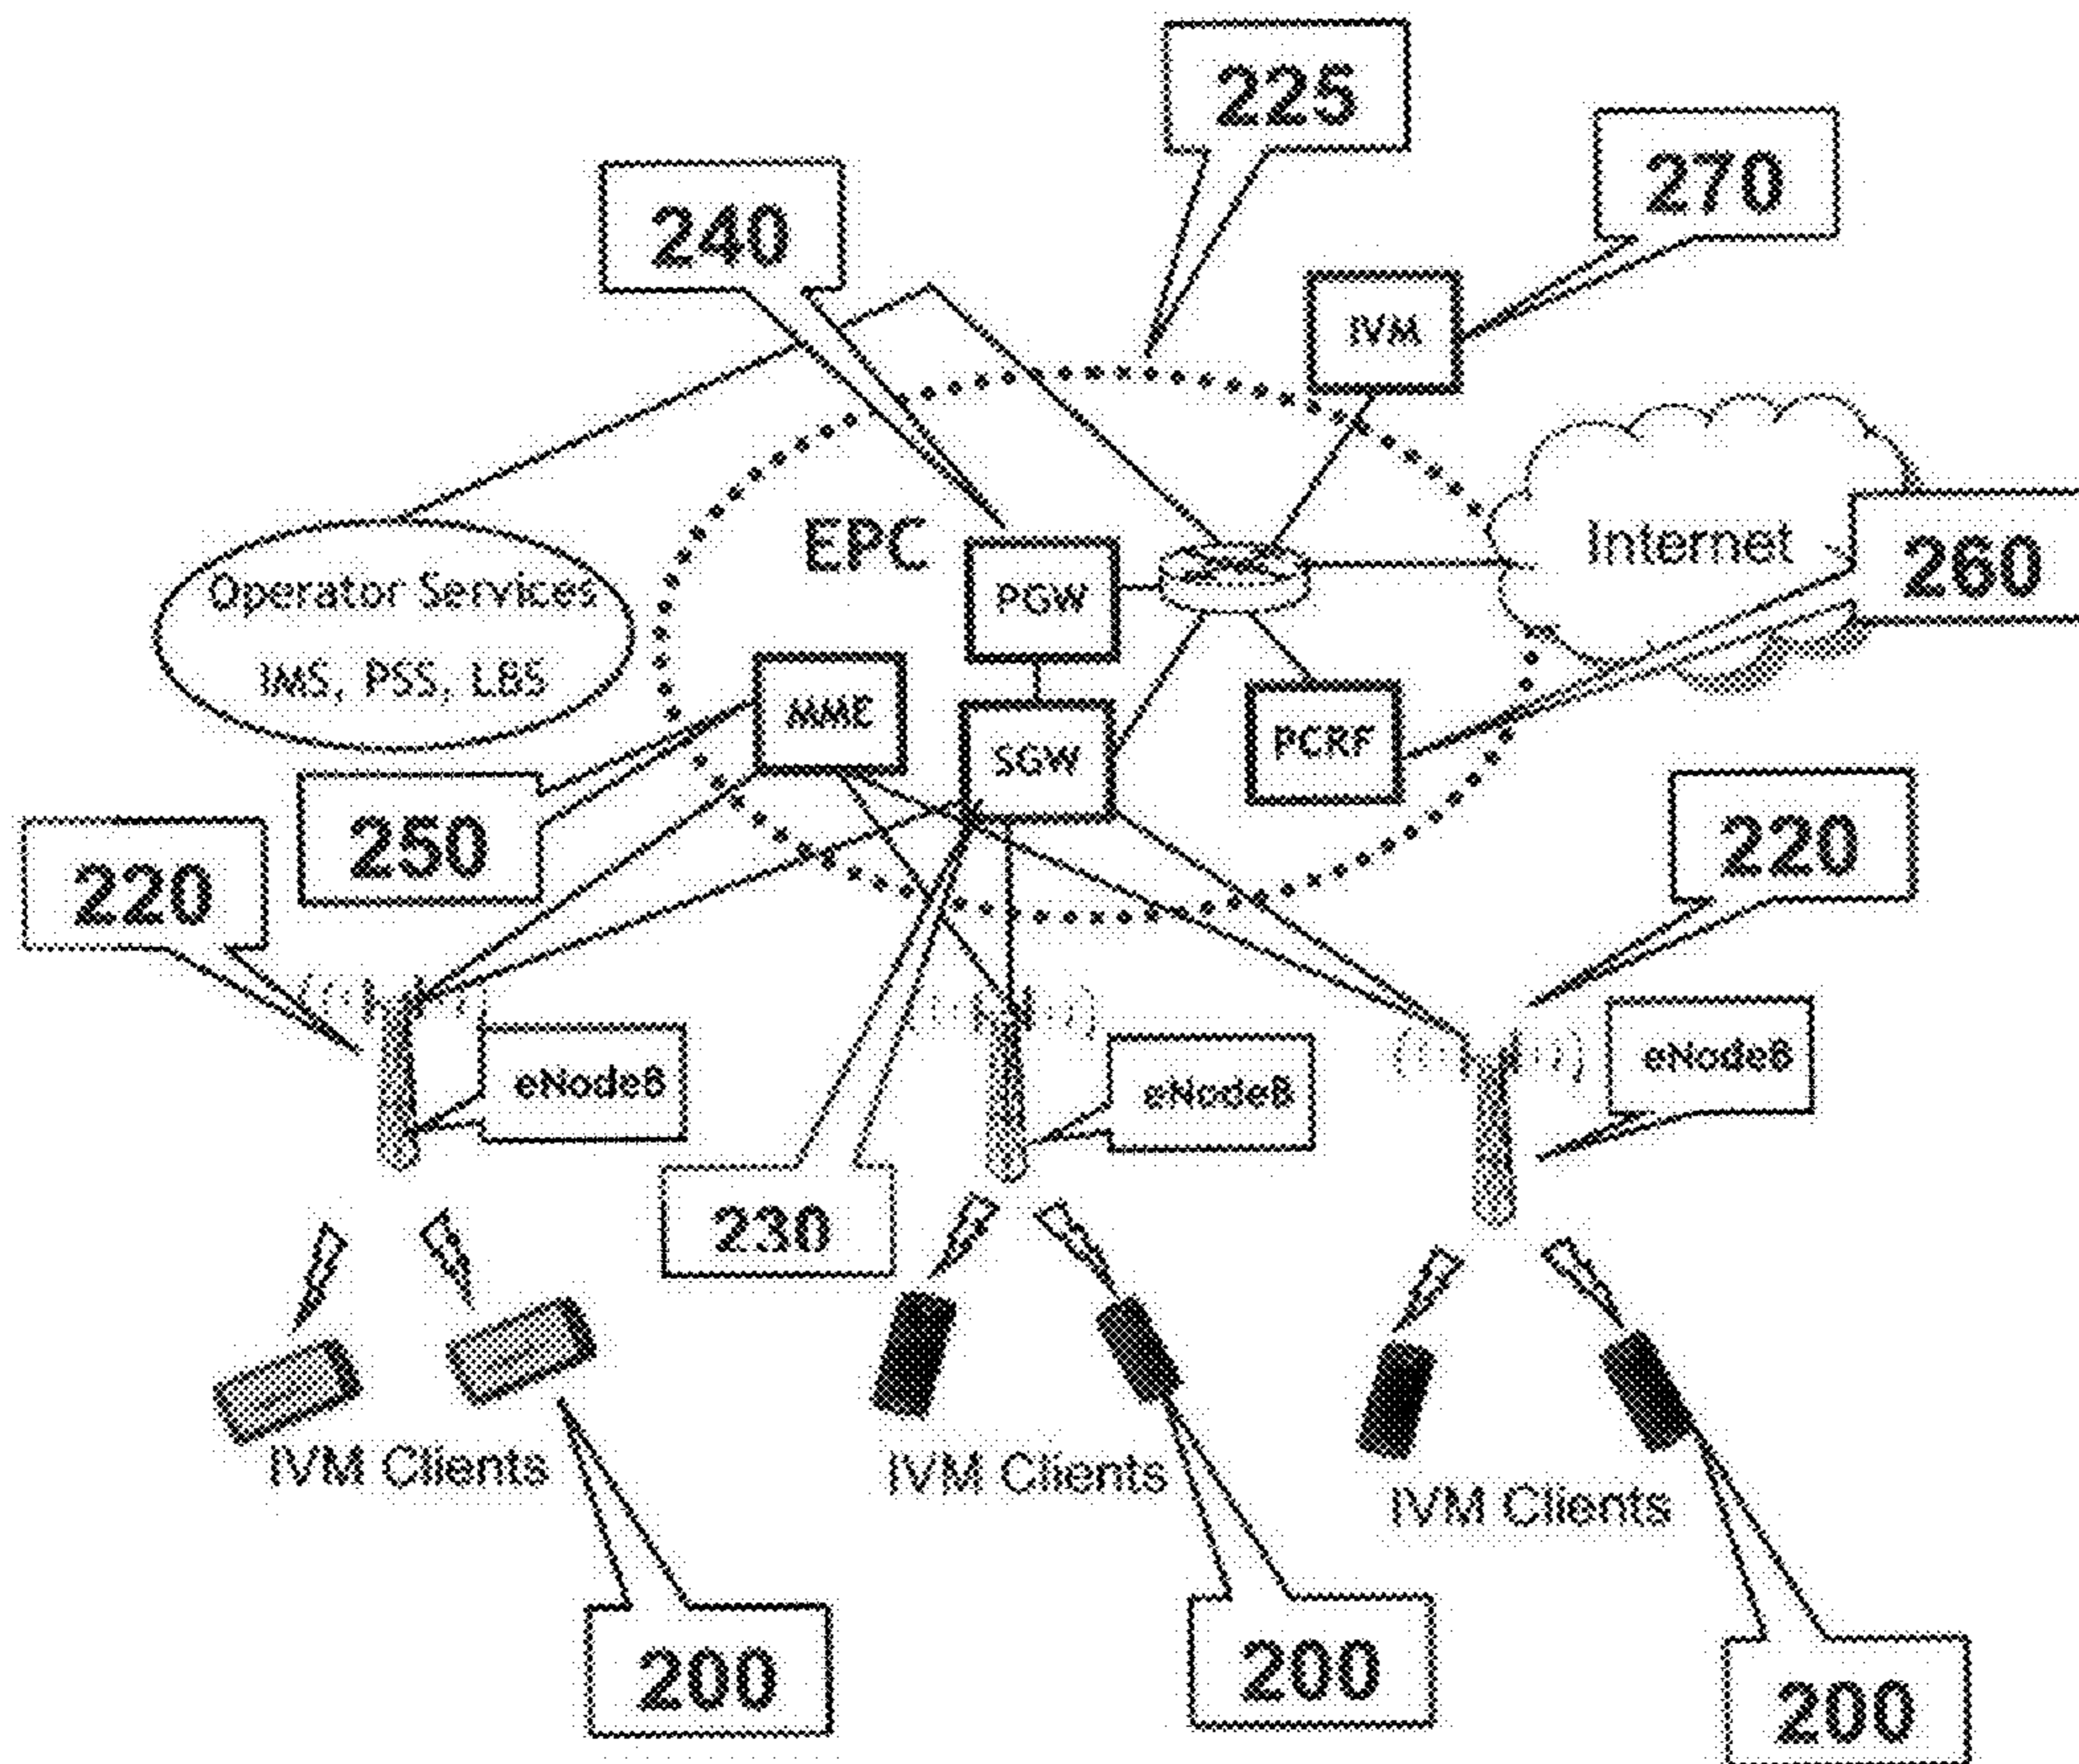 225
270
240
IVM
Internet
260
EPC
PGW
Operator Services
IMS, PSS, LBS
MME
SGW
PCRF
250
220
220
eNodeB
eNodeB
eNodeB
230
IVM Clients
IVM Clients
IVM Clients
200
200
200